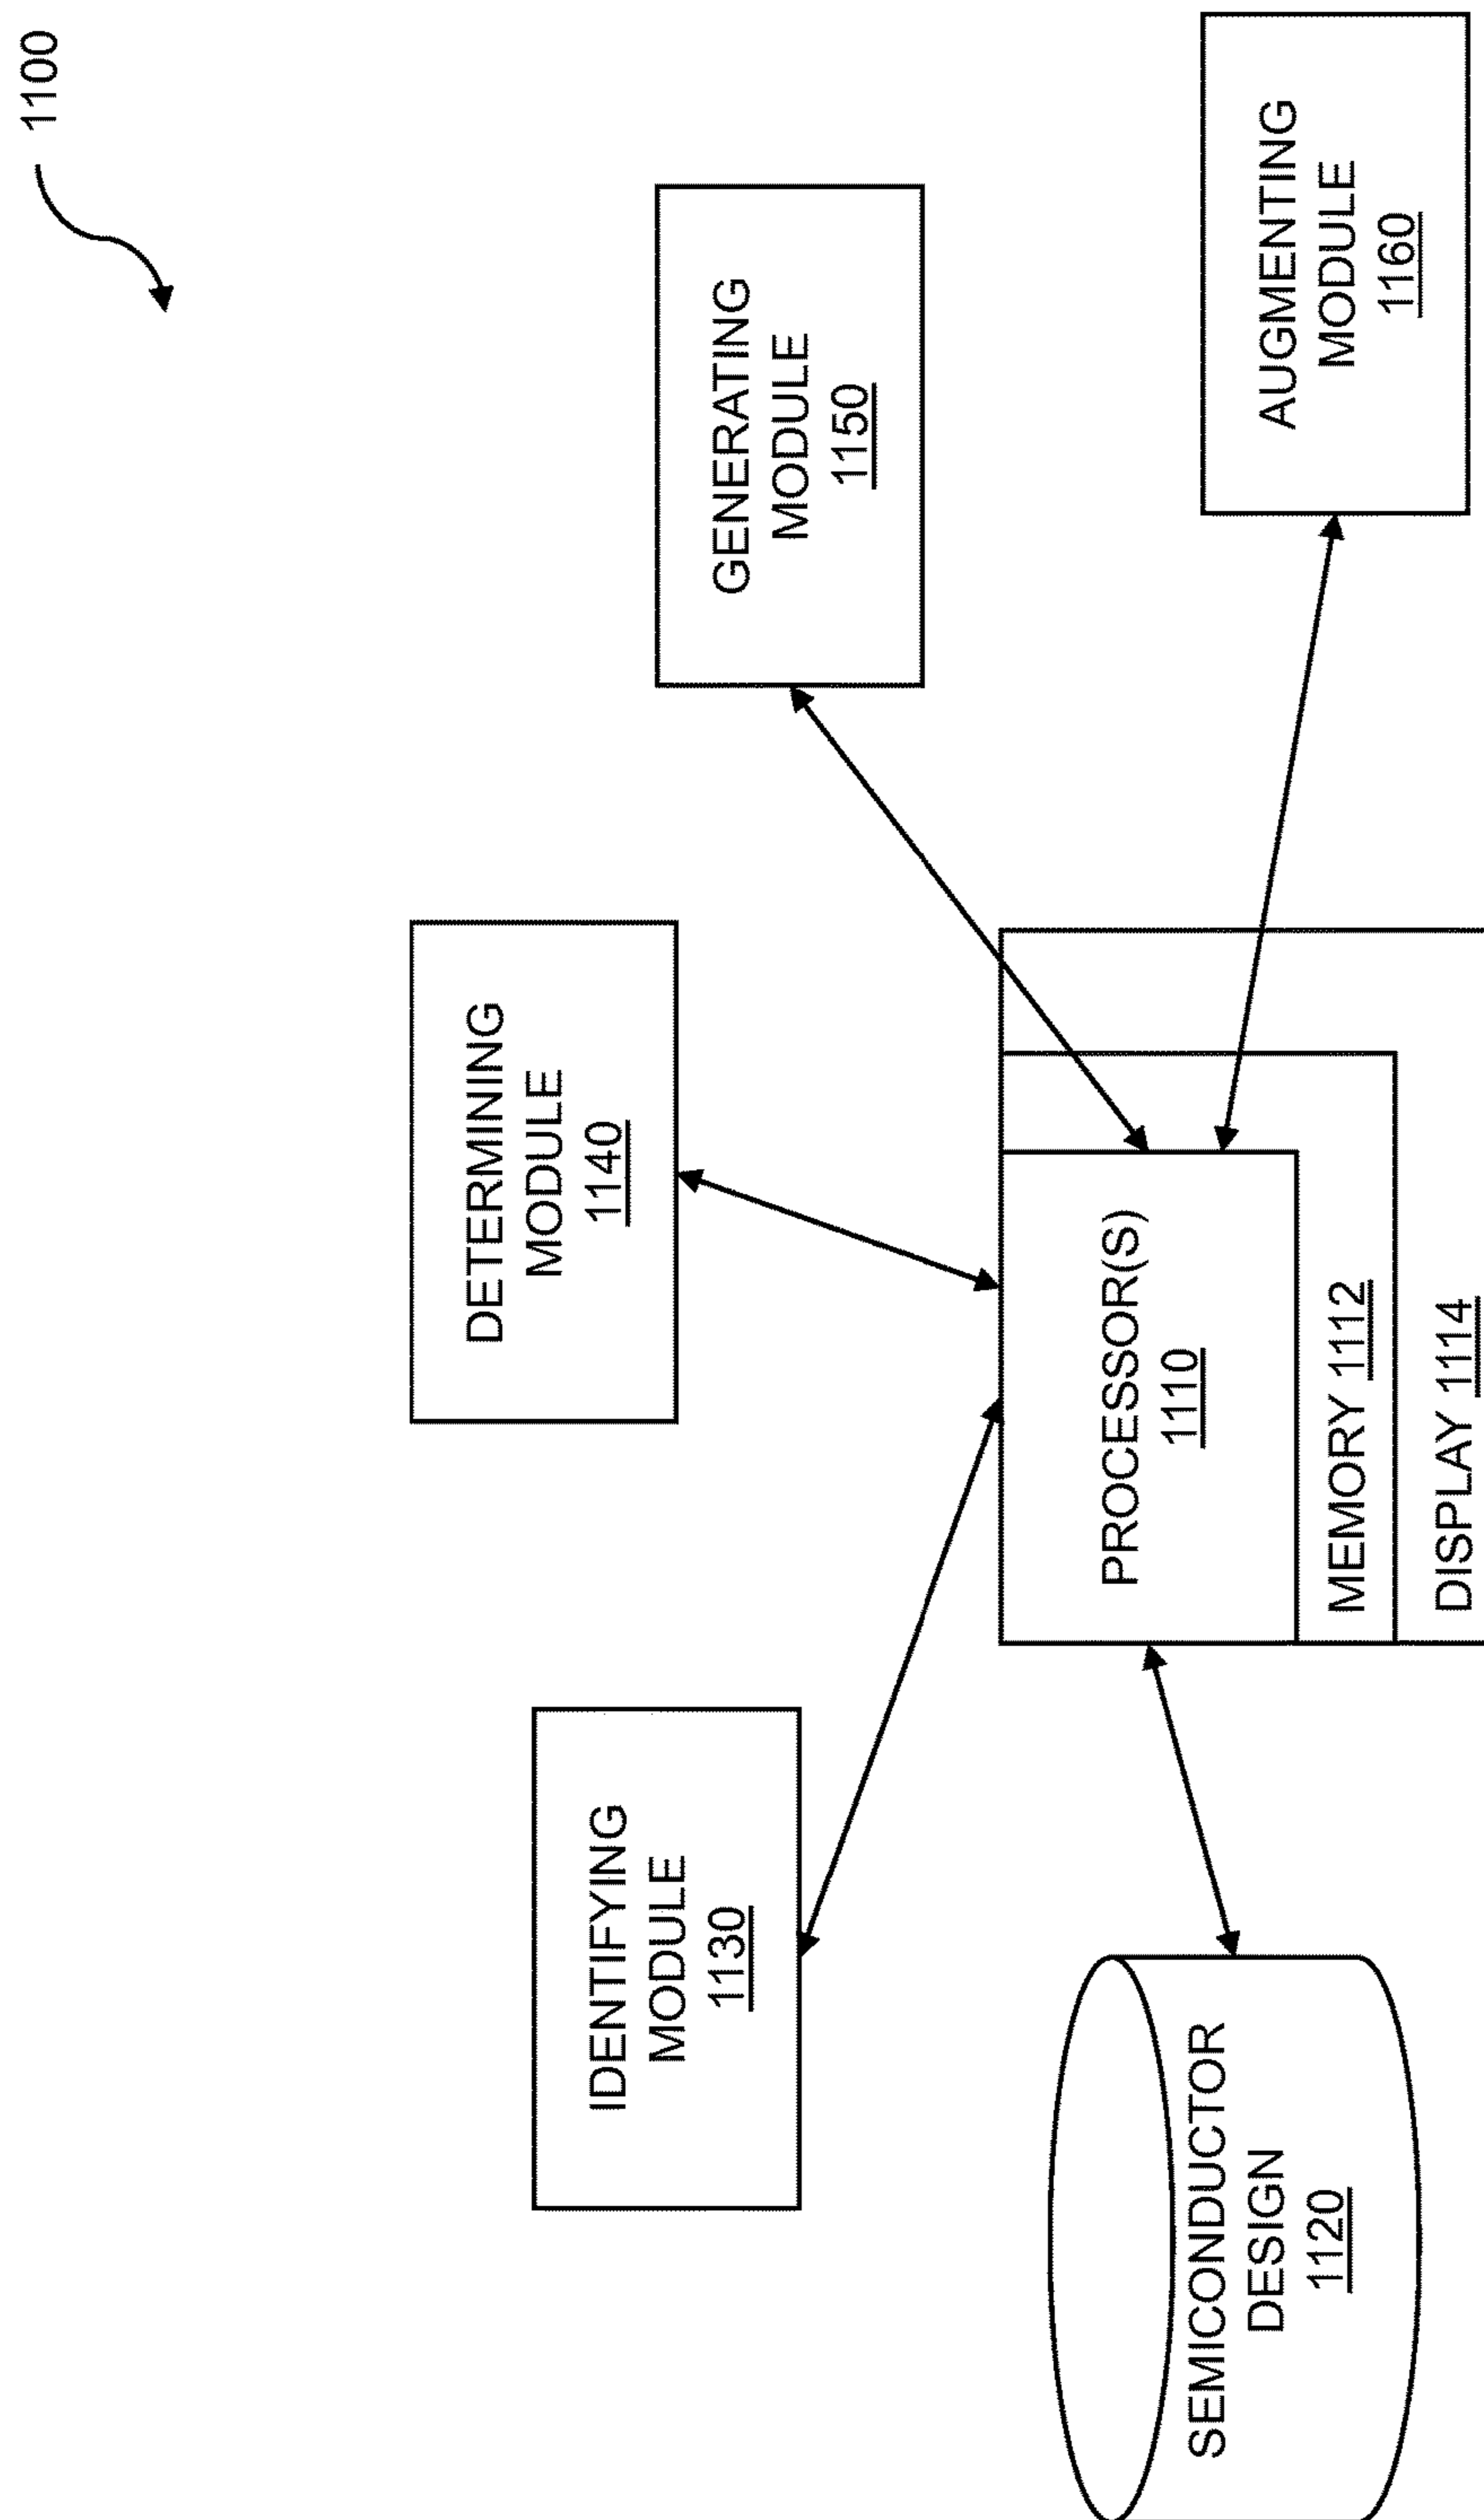 1100
DETERMINING
MODULE
1140
IDENTIFYING
MODULE
1130
GENERATING
MODULE
1150
PROCESSOR(S)
1110
MEMORY 1112
DISPLAY 1114
SEMICONDUCTOR
DESIGN
1120
AUGMENTING
MODULE
1160